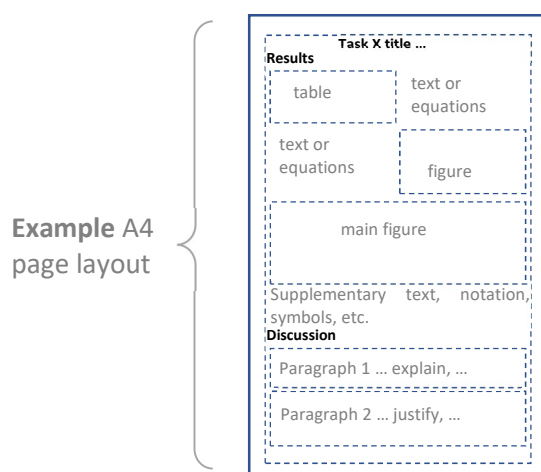 Example A4
page layout
Task X title ...
Results
table
text or
equations
text or
equations
figure
main figure
Supplementary text, notation,
symbols, etc.
Discussion
Paragraph 1 ... explain, ...
Paragraph 2 ... justify, ...